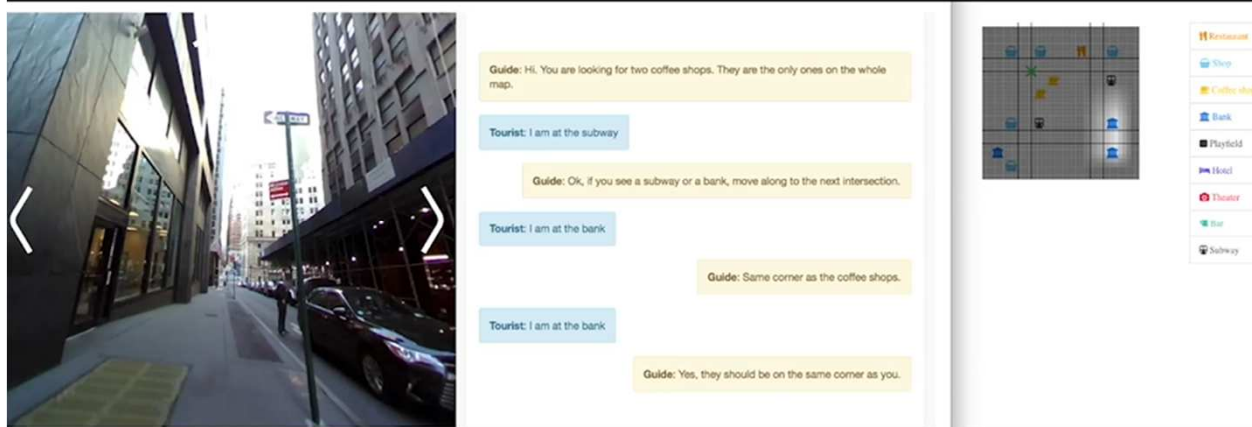 Guide: Hi. You are looking for two coffee shops. They are the only ones on the whole
map.
Tourist: I am at the subway
Guide: Ok, if you see a subway or a bank, move along to the next intersection.
Tourist: I am at the bank
Guide: Same corner as the coffee shops.
Tourist: I am at the bank
Guide: Yes, they should be on the same corner as you.
Restaurant
Shop
Coffee
Bank
Playfield
Hotel
Theater
Bar
Subway